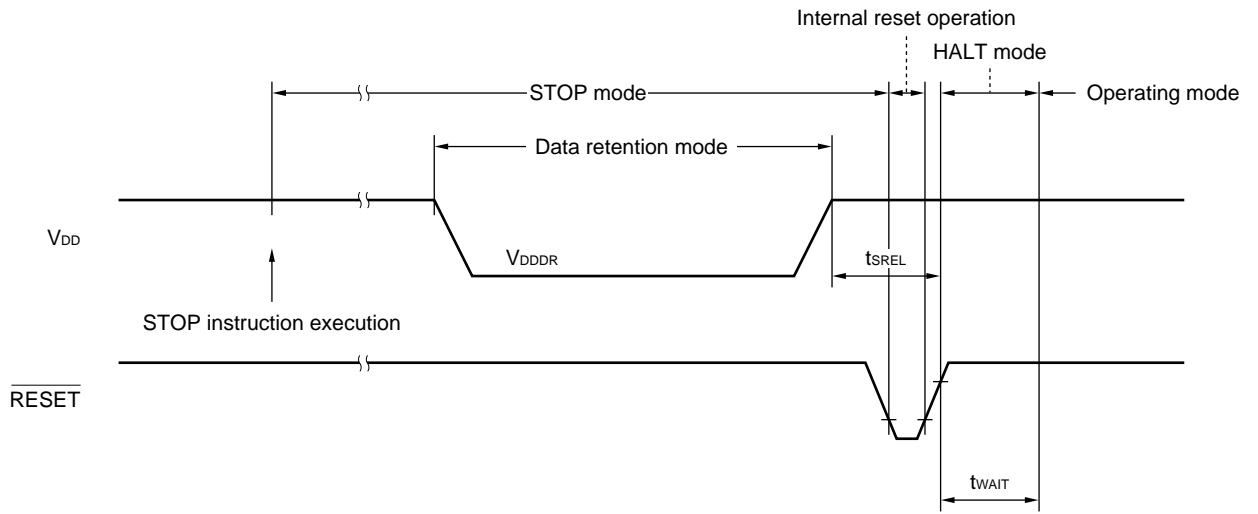 Internal reset operation
HALT mode
STOP mode
Operating mode
Data retention mode
VDD
VDDDR
tSREL
STOP instruction execution
RESET
tWAIT